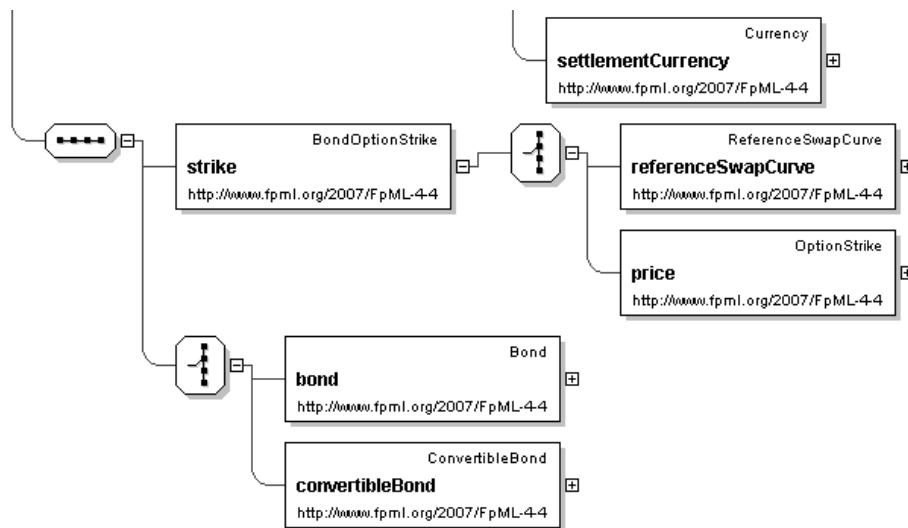 Currency
settlementCurrency
http://www.fpml.org/2007/FpML-4-4
BondOptionStrike
strike
http://www.fpml.org/2007/FpML-4-4
ReferenceSwapCurve
referenceSwapCurve
http://www.fpml.org/2007/FpML-4-4
OptionStrike
price
http://www.fpml.org/2007/FpML-4-4
Bond
bond
http://www.fpml.org/2007/FpML-4-4
ConvertibleBond
convertibleBond
http://www.fpml.org/2007/FpML-4-4